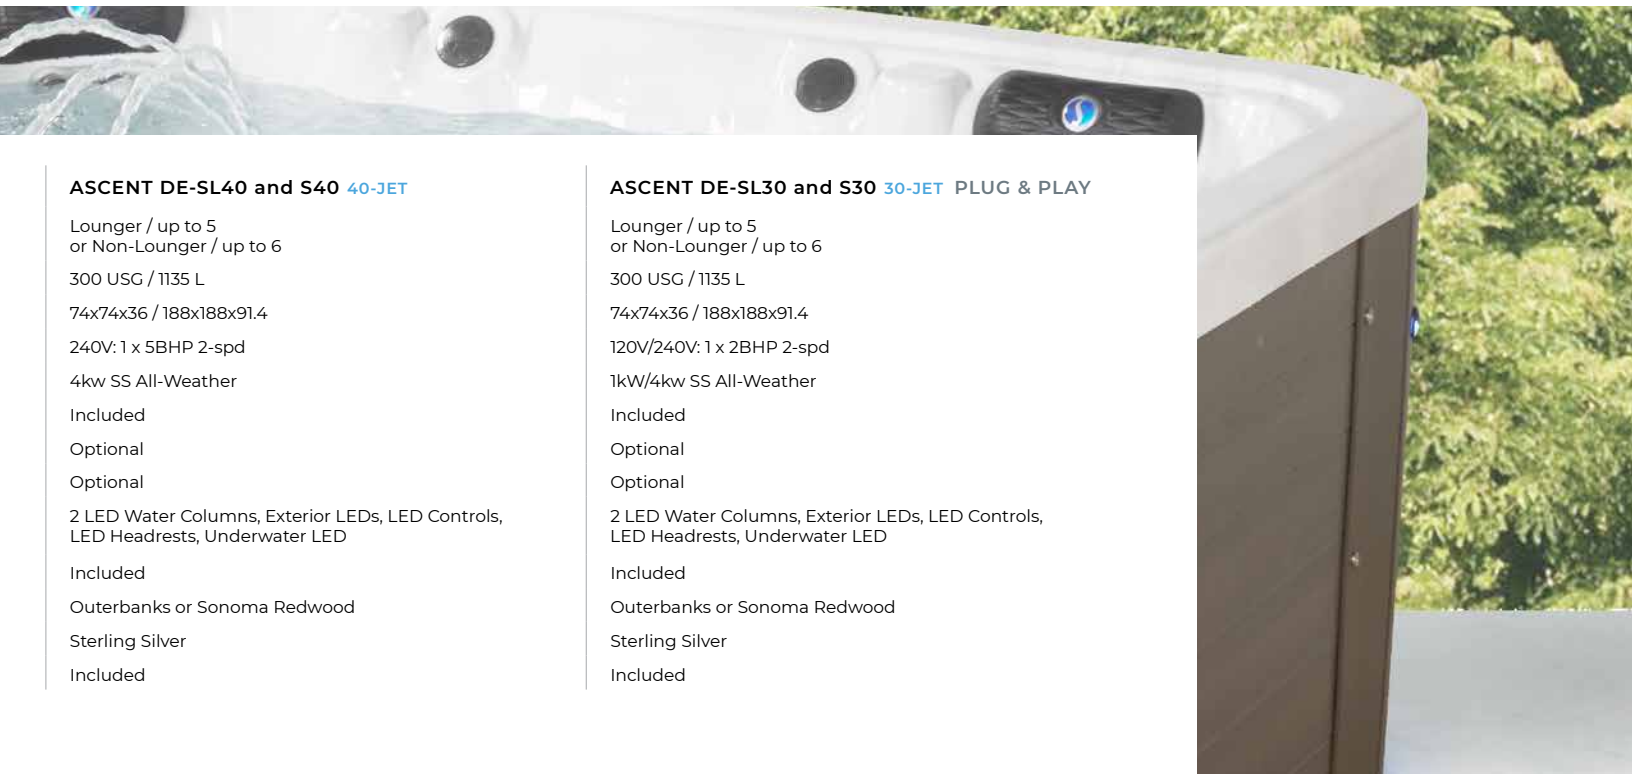 ASCENT DE-SL40 and S40 40-JET
Lounger / up to 5
or Non-Lounger / up to 6
300 USG / 1135 L
74x74x36 / 188x188x91.4
240V: 1 x 5BHP 2-spd
4kw SS All-Weather
Included
Optional
Optional
2 LED Water Columns, Exterior LEDs, LED Controls,
LED Headrests, Underwater LED
Included
Outerbanks or Sonoma Redwood
Sterling Silver
Included
ASCENT DE-SL30 and S30 30-JET PLUG & PLAY
Lounger / up to 5
or Non-Lounger / up to 6
300 USG / 1135 L
74x74x36 / 188x188x91.4
120V/240V: 1 x 2BHP 2-spd
1kW/4kw SS All-Weather
Included
Optional
Optional
2 LED Water Columns, Exterior LEDs, LED Controls,
LED Headrests, Underwater LED
Included
Outerbanks or Sonoma Redwood
Sterling Silver
Included